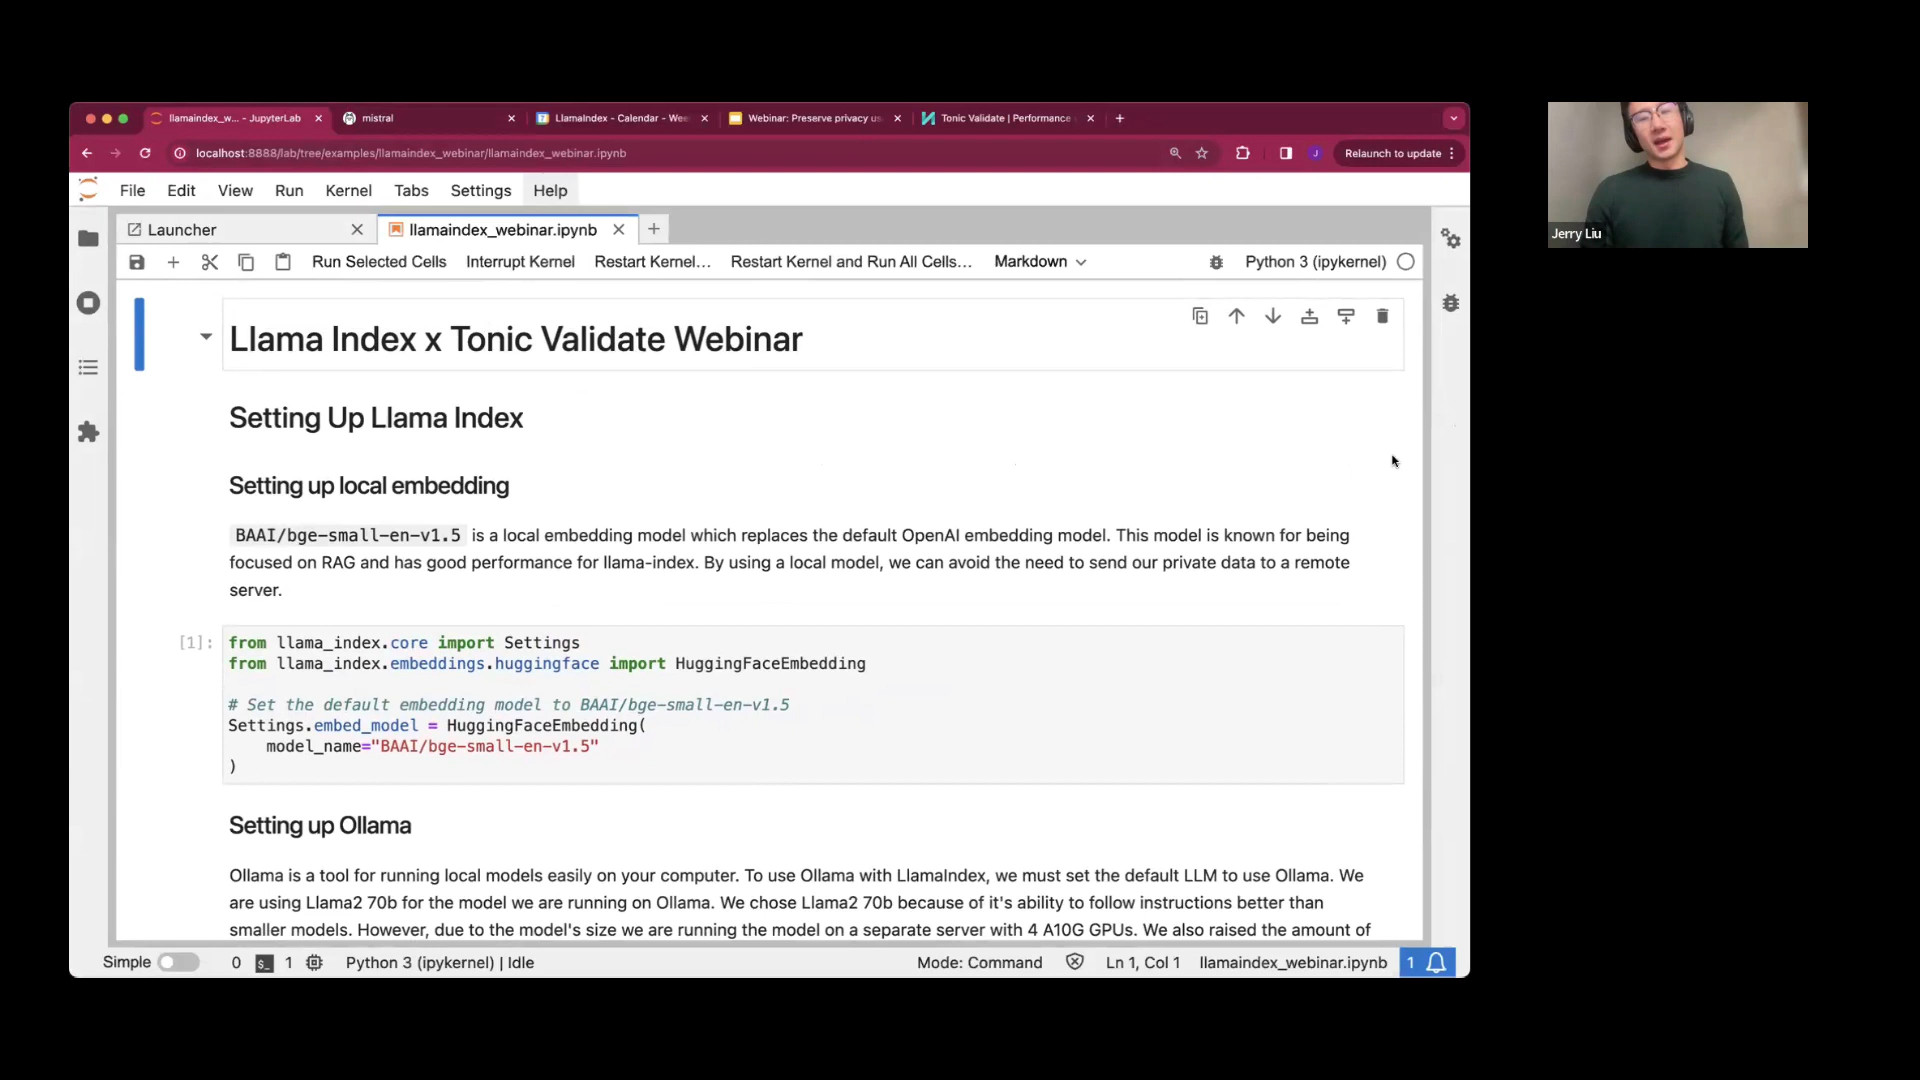 llamaindex_w... - JupyterLab
mistral
LlamaIndex - Calendar - Wee
Webinar: Preserve privacy us
Tonic Validate | Performance
localhost:8888/lab/tree/examples/llamaindex_webinar/llamaindex_webinar.ipynb
J
Relaunch to update
File Edit View Run Kernel Tabs Settings Help
Launcher
llamaindex_webinar.ipynb
Run Selected Cells Interrupt Kernel Restart Kernel... Restart Kernel and Run All Cells... Markdown Python 3 (ipykernel)
Llama Index x Tonic Validate Webinar
Setting Up Llama Index
Setting up local embedding
BAAI/bge-small-en-v1.5 is a local embedding model which replaces the default OpenAI embedding model. This model is known for being
focused on RAG and has good performance for llama-index. By using a local model, we can avoid the need to send our private data to a remote
server.
[1]:
from llama_index.core import Settings
from llama_index.embeddings.huggingface import HuggingFaceEmbedding
# Set the default embedding model to BAAI/bge-small-en-v1.5
Settings.embed_model = HuggingFaceEmbedding(
model_name="BAAI/bge-small-en-v1.5"
)
Setting up Ollama
Ollama is a tool for running local models easily on your computer. To use Ollama with LlamaIndex, we must set the default LLM to use Ollama. We
are using Llama2 70b for the model we are running on Ollama. We chose Llama2 70b because of it's ability to follow instructions better than
smaller models. However, due to the model's size we are running the model on a separate server with 4 A10G GPUs. We also raised the amount of
Simple 0 1 Python 3 (ipykernel) | Idle Mode: Command Ln 1, Col 1 llamaindex_webinar.ipynb 1
Jerry Liu